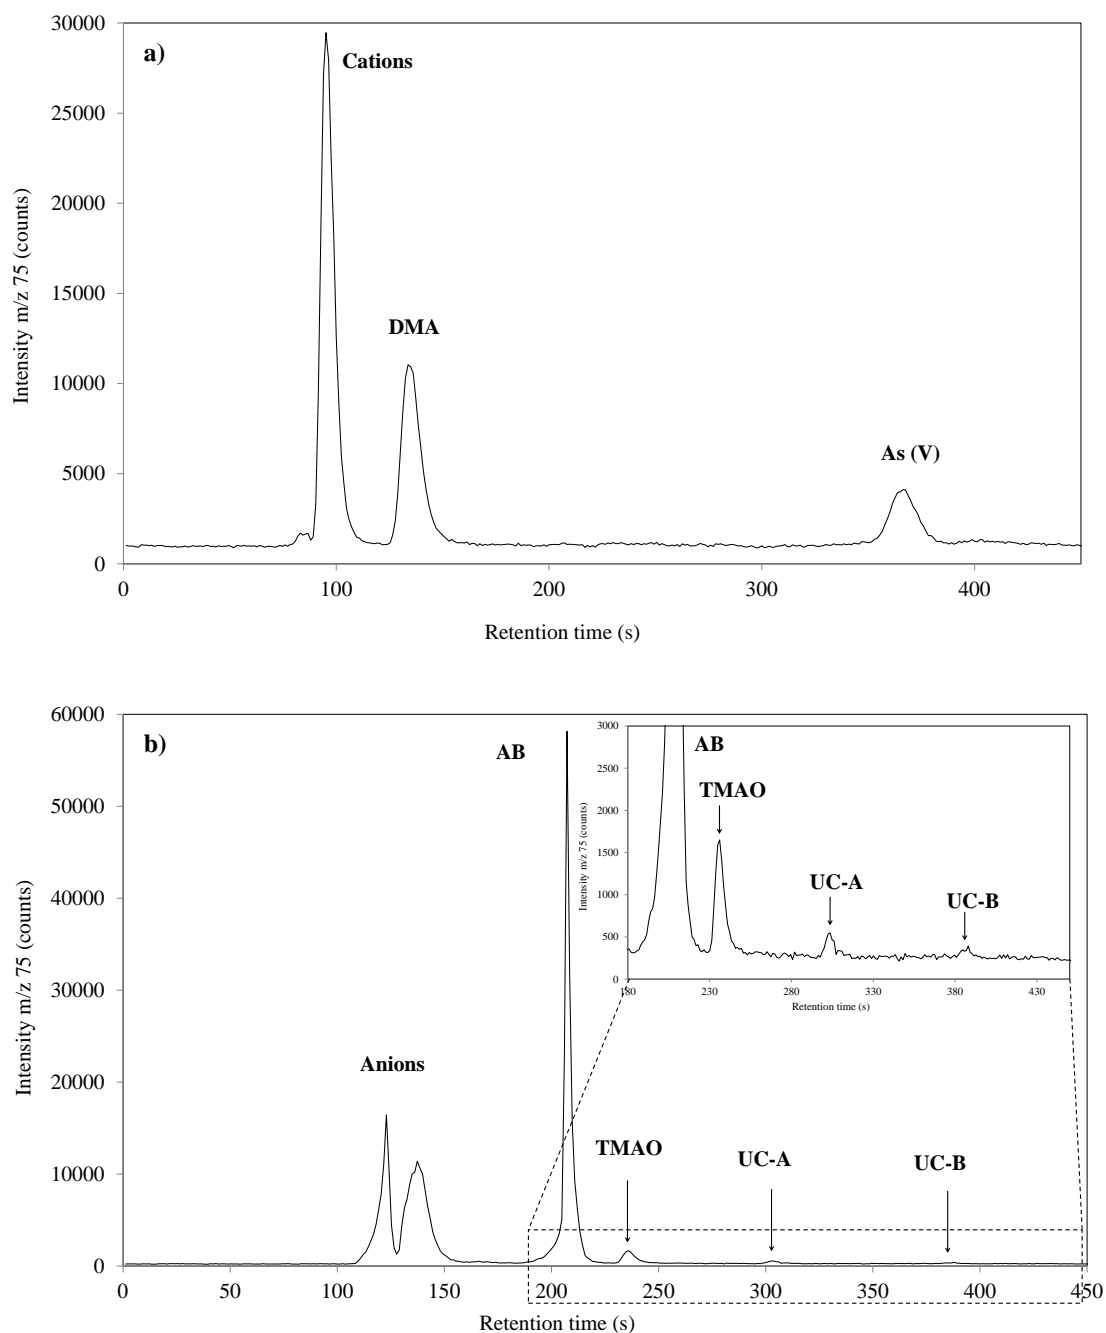 a)
30000
25000
20000
15000
10000
5000
0
Intensity m/z 75 (counts)
Cations
DMA
As (V)
0 100 200 300 400
Retention time (s)
b)
60000
50000
40000
30000
20000
10000
0
Intensity m/z 75 (counts)
AB
Anions
TMAO
UC-A
UC-B
0 50 100 150 200 250 300 350 400 450
Retention time (s)
3000
2500
2000
1500
1000
500
0
Intensity m/z 75 (counts)
AB
TMAO
UC-A
UC-B
180 230 280 330 380 430
Retention time (s)